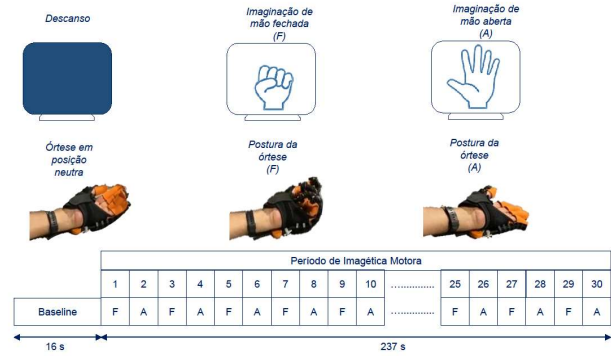 Descanso
Imaginação de
mão fechada
(F)
Imaginação de
mão aberta
(A)
Órtese em
posição
neutra
Postura da
órtese
(F)
Postura da
órtese
(A)
Período de Imagética Motora
1 2 3 4 5 6 7 8 9 10 ............... 25 26 27 28 29 30
Baseline F A F A F A F A F A ............... F A F A F A
16 s 237 s